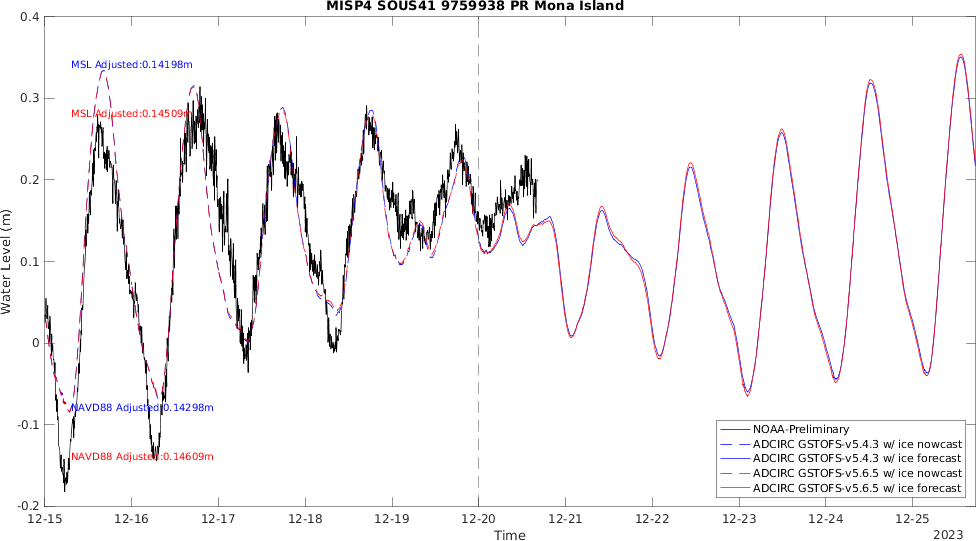 MISP4 SOUS41 9759938 PR Mona Island
0.4
MSL Adjusted:0.14198m
0.3
MSL Adjusted:0.14509m
0.2
Water Level (m)
0.1
0
NAVD88 Adjusted:0.14298m
-0.1
NAVD88 Adjusted:0.14609m
-0.2
NOAA-Preliminary
ADCIRC GSTOFS-v5.4.3 w/ ice nowcast
ADCIRC GSTOFS-v5.4.3 w/ ice forecast
ADCIRC GSTOFS-v5.6.5 w/ ice nowcast
ADCIRC GSTOFS-v5.6.5 w/ ice forecast
12-15 12-16 12-17 12-18 12-19 12-20 12-21 12-22 12-23 12-24 12-25
Time
2023